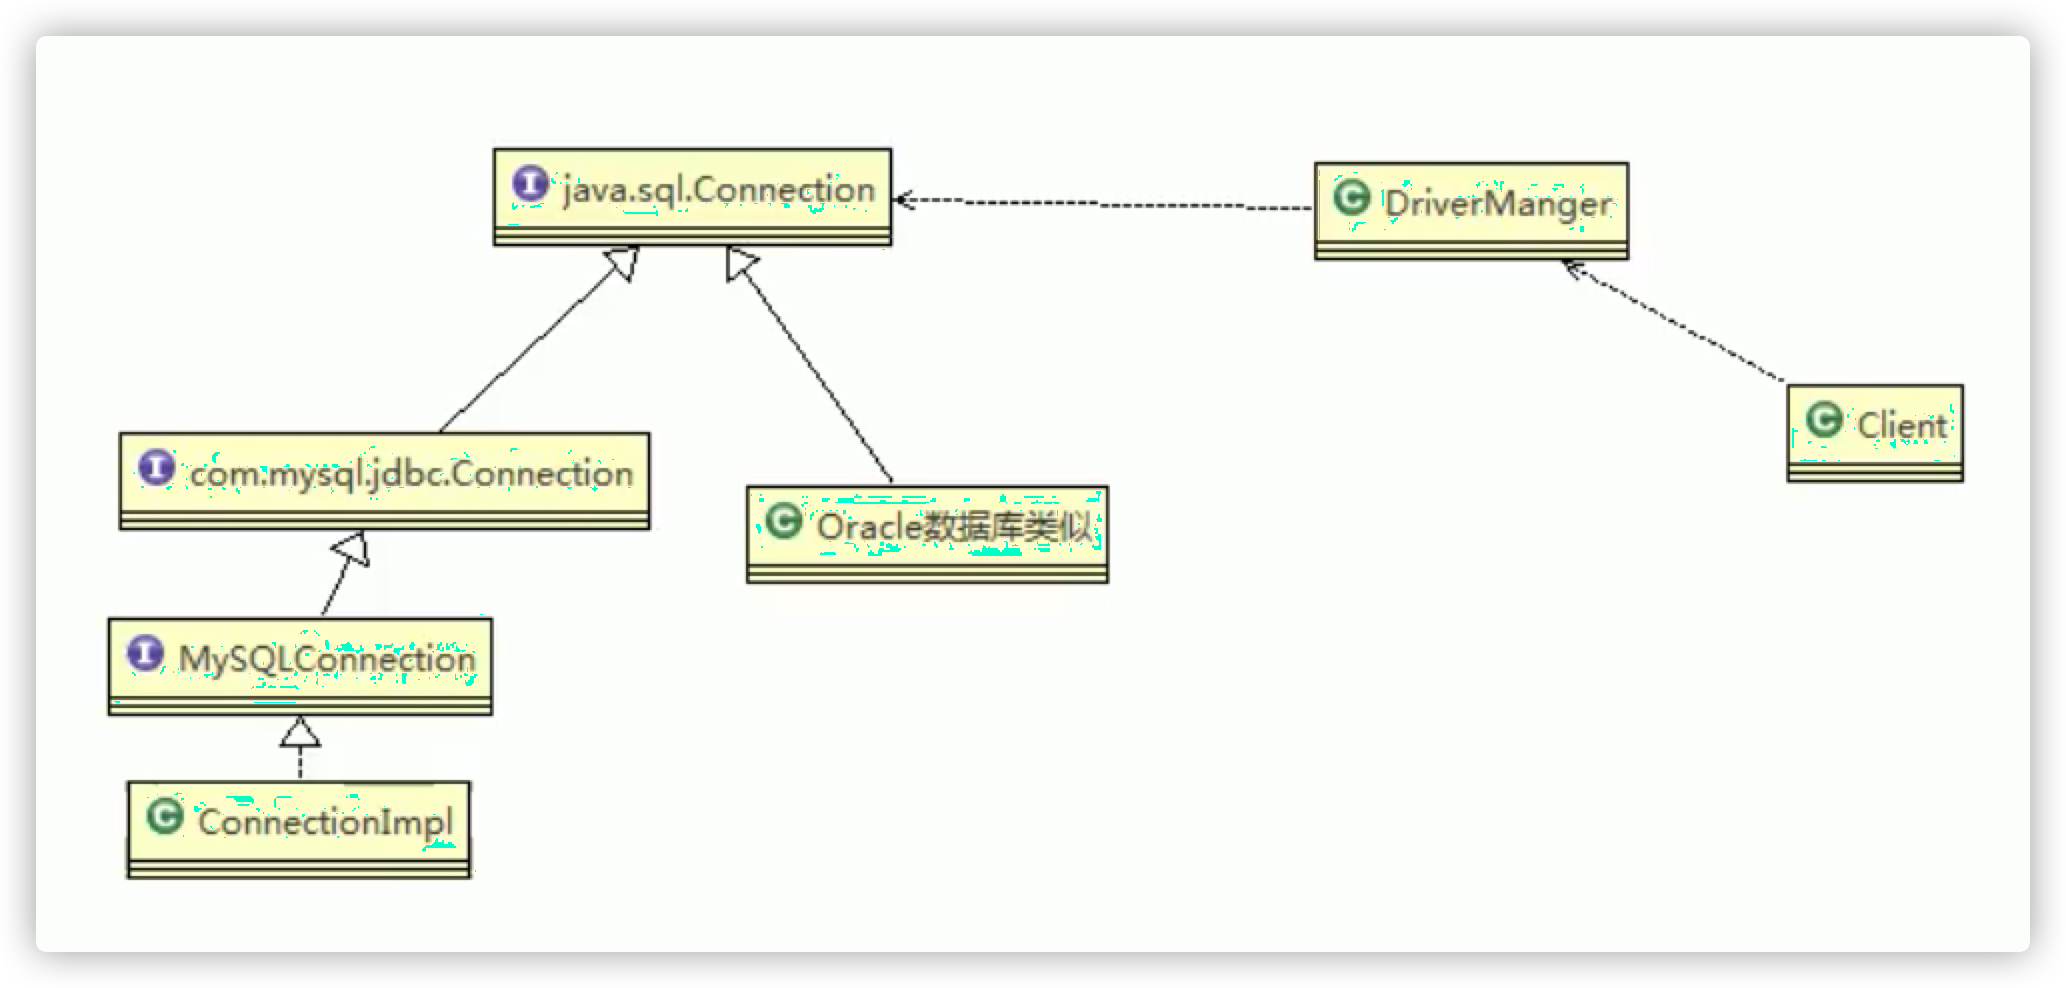 java.sql.Connection
DriverManger
Client
com.mysql.jdbc.Connection
Oracle数据库类似
MySQLConnection
ConnectionImpl